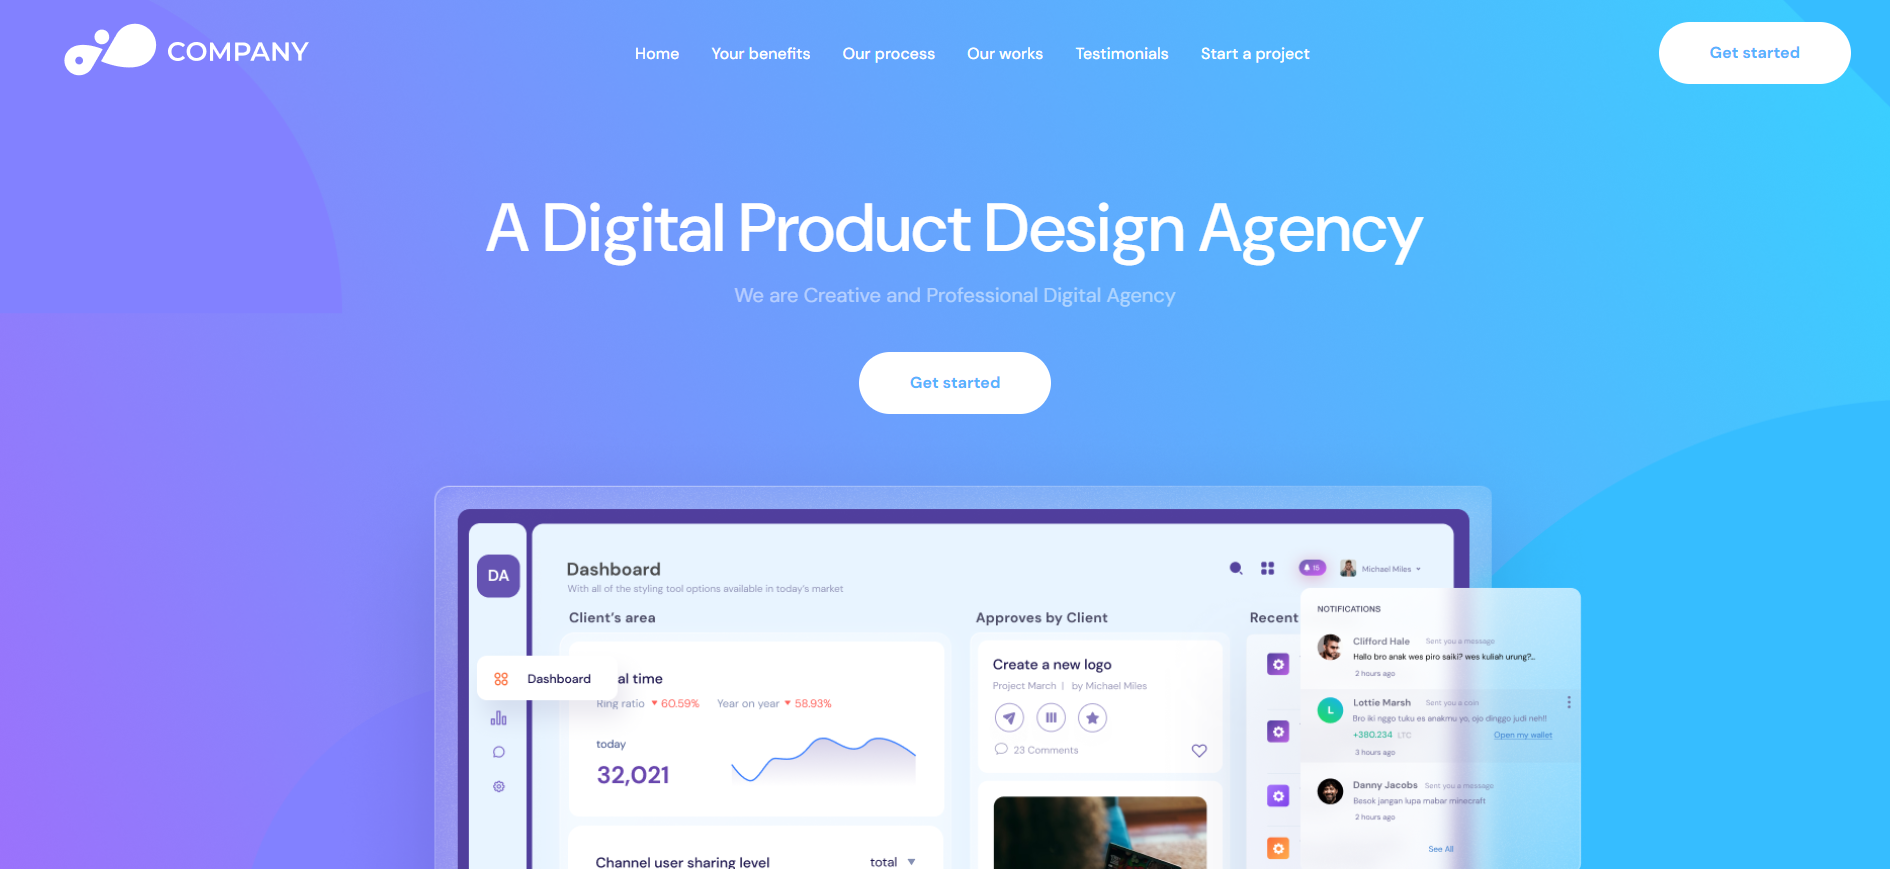 COMPANY
Home Your benefits Our process Our works Testimonials Start a project
Get started
A Digital Product Design Agency
We are Creative and Professional Digital Agency
Get started
DA
Dashboard
With all of the styling tool options available in today's market
15
Michael Miles
Client's area
Approves by Client
Recent
Dashboard
al time
Ring ratio 60.59% Year on year 58.93%
today
32,021
Channel user sharing level
total
Create a new logo
Project March | by Michael Miles
23 Comments
NOTIFICATIONS
Clifford Hale Sent you a message
Hallo bro anak wes piro saiki? wes kuliah urung?...
2 hours ago
L
Lottie Marsh Sent you a coin
Bro iki nggo tuku es anakmu yo, ojo dinggo judi neh!!
+380.234 LTC Open my wallet
3 hours ago
Danny Jacobs Sent you a message
Besok jangan lupa mabar minecraft
2 hours ago
See All